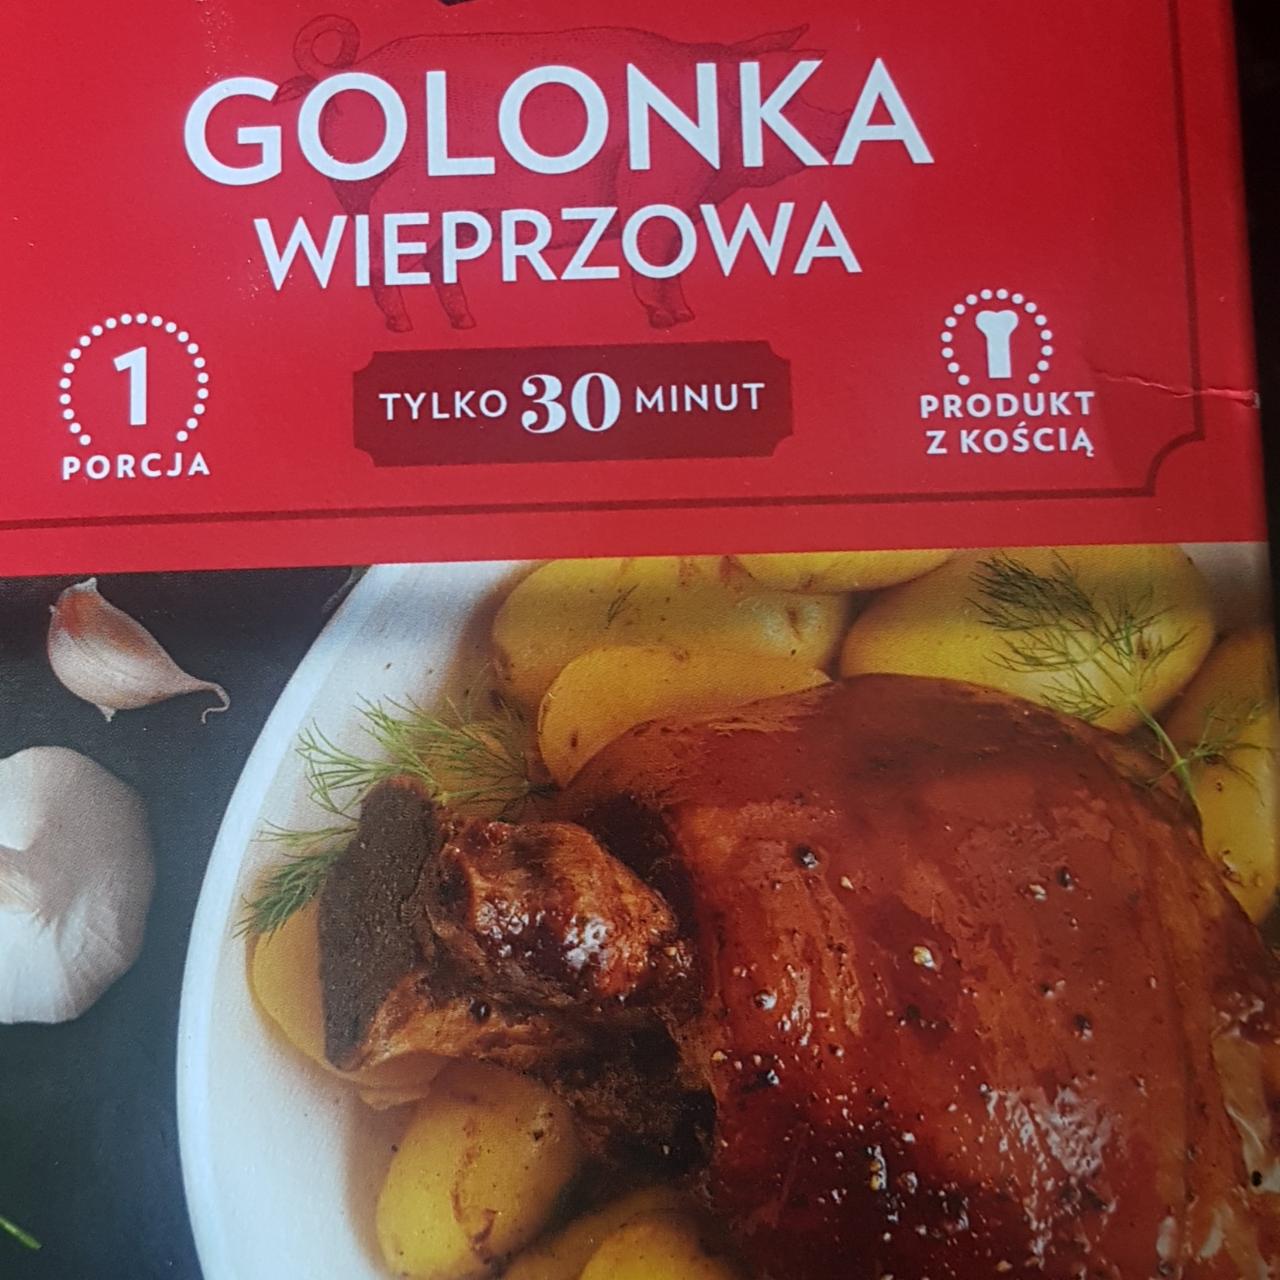 GOLONKA
WIEPRZOWA
1
PORCJA
TYLKO 30 MINUT
PRODUKT
Z KOŚCIĄ